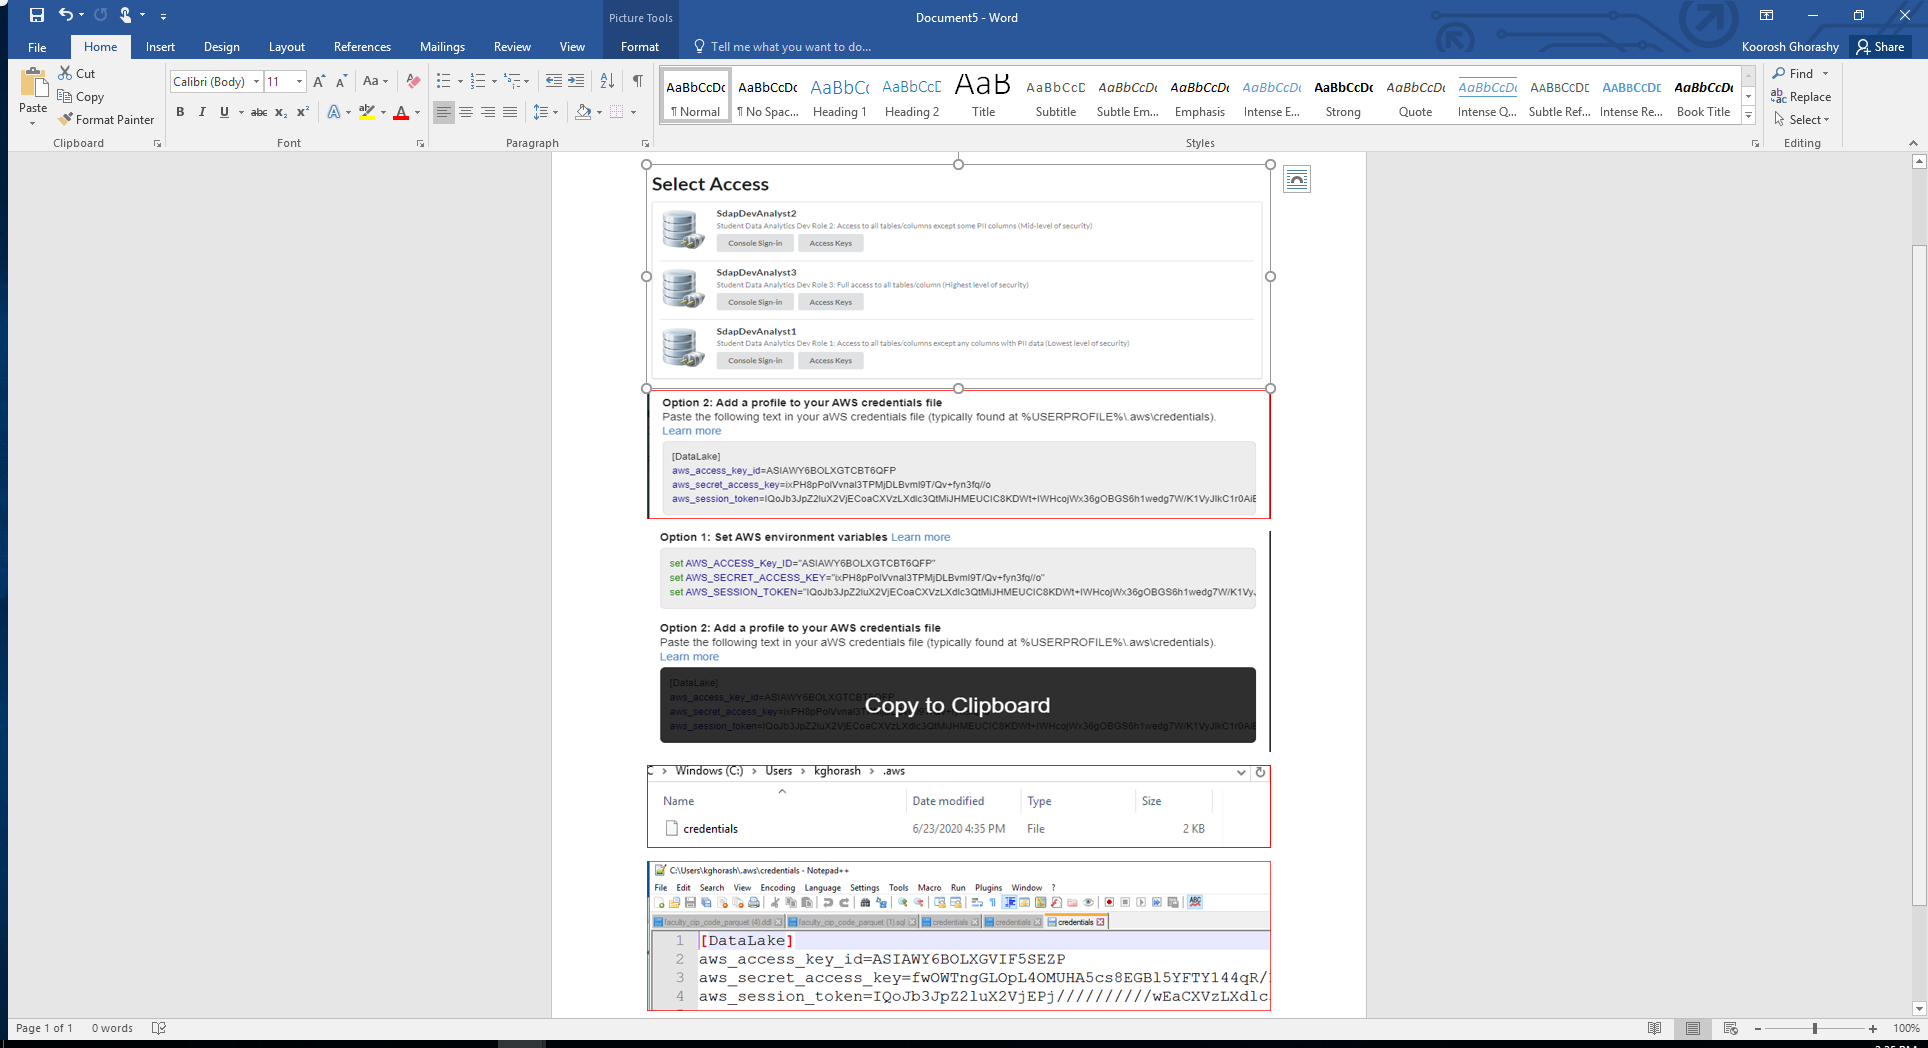 Picture Tools
Document5 - Word
File Home Insert Design Layout References Mailings Review View Format Tell me what you want to do... Koorosh Ghorashy Share
Paste
Cut
Copy
Format Painter
Clipboard
Calibri (Body) 11
Font
Paragraph
AaBbCcDc AaBbCcDc AaBbCc AaBbCcD AaB AaBbCcD AaBbCcDc AaBbCcDc AaBbCcDc AaBbCcDc AaBbCcDc AaBbCcDc AABBCCDE AABBCCDE AaBbCcDc
¶ Normal ¶ No Spac... Heading 1 Heading 2 Title Subtitle Subtle Em... Emphasis Intense E... Strong Quote Intense Q... Subtle Ref... Intense Re... Book Title
Styles
Find
Replace
Select
Editing
Select Access
SdapDevAnalyst2
Student Data Analytics Dev Role 2: Access to all tables/columns except some PII columns (Mid-level of security)
Console Sign-in Access Keys
SdapDevAnalyst3
Student Data Analytics Dev Role 3: Full access to all tables/column (Highest level of security)
Console Sign-in Access Keys
SdapDevAnalyst1
Student Data Analytics Dev Role 1: Access to all tables/columns except any columns with PII data (Lowest level of security)
Console Sign-in Access Keys
Option 2: Add a profile to your AWS credentials file
Paste the following text in your aWS credentials file (typically found at %USERPROFILE%\.aws\credentials).
Learn more
[DataLake]
aws_access_key_id=ASIAWY6BOLXGTCBT6QFP
aws_secret_access_key=ixPH8pPolVvnal3TPMjDLBvml9T/Qv+fyn3fq//o
aws_session_token=IQoJb3JpZ2luX2VjECoaCXVzLXdlc3QtMiJHMEUCIC8KDWt+IWHcojWx36gOBGS6h1wedg7W/K1VyJlkC1r0AiE
Option 1: Set AWS environment variables Learn more
set AWS_ACCESS_Key_ID="ASIAWY6BOLXGTCBT6QFP"
set AWS_SECRET_ACCESS_KEY="ixPH8pPolVvnal3TPMjDLBvml9T/Qv+fyn3fq//o"
set AWS_SESSION_TOKEN="IQoJb3JpZ2luX2VjECoaCXVzLXdlc3QtMiJHMEUCIC8KDWt+IWHcojWx36gOBGS6h1wedg7W/K1VyJ
Option 2: Add a profile to your AWS credentials file
Paste the following text in your aWS credentials file (typically found at %USERPROFILE%\.aws\credentials).
Learn more
[DataLake]
Copy to Clipboard
Windows (C:) > Users > kghorash > .aws
Name Date modified Type Size
credentials 6/23/2020 4:35 PM File 2 KB
C:\Users\kghorash\.aws\credentials - Notepad++
File Edit Search View Encoding Language Settings Tools Macro Run Plugins Window ?
faculty_cip_code_parquet (4).ddl faculty_cip_code_parquet (1).sql credentials credentials credentials
1 [DataLake]
2 aws_access_key_id=ASIAWY6BOLXGVIF5SEZP
3 aws_secret_access_key=fwOWTngGLOpL4OMUHA5cs8EGBl5YFTY144qR/
4 aws_session_token=IQoJb3JpZ2luX2VjEPj//////////wEaCXVzLXdlc
Page 1 of 1 0 words 100%